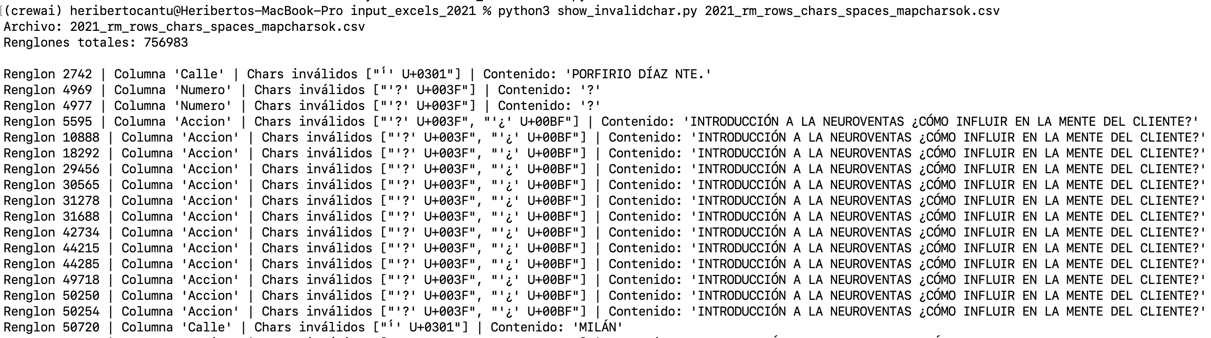 (crewai) heribertocantu@Heribertos-MacBook-Pro input_excels_2021 % python3 show_invalidchar.py 2021_rm_rows_chars_spaces_mapcharsok.csv
Archivo: 2021_rm_rows_chars_spaces_mapcharsok.csv
Renglones totales: 756983
Renglon 2742 | Columna 'Calle' | Chars inválidos ["'́' U+0301"] | Contenido: 'PORFIRIO DÍAZ NTE.'
Renglon 4969 | Columna 'Numero' | Chars inválidos ["'?' U+003F"] | Contenido: '?'
Renglon 4977 | Columna 'Numero' | Chars inválidos ["'?' U+003F"] | Contenido: '?'
Renglon 5595 | Columna 'Accion' | Chars inválidos ["'?' U+003F", "'¿' U+00BF"] | Contenido: 'INTRODUCCIÓN A LA NEUROVENTAS ¿CÓMO INFLUIR EN LA MENTE DEL CLIENTE?'
Renglon 10888 | Columna 'Accion' | Chars inválidos ["'?' U+003F", "'¿' U+00BF"] | Contenido: 'INTRODUCCIÓN A LA NEUROVENTAS ¿CÓMO INFLUIR EN LA MENTE DEL CLIENTE?'
Renglon 18292 | Columna 'Accion' | Chars inválidos ["'?' U+003F", "'¿' U+00BF"] | Contenido: 'INTRODUCCIÓN A LA NEUROVENTAS ¿CÓMO INFLUIR EN LA MENTE DEL CLIENTE?'
Renglon 29456 | Columna 'Accion' | Chars inválidos ["'?' U+003F", "'¿' U+00BF"] | Contenido: 'INTRODUCCIÓN A LA NEUROVENTAS ¿CÓMO INFLUIR EN LA MENTE DEL CLIENTE?'
Renglon 30565 | Columna 'Accion' | Chars inválidos ["'?' U+003F", "'¿' U+00BF"] | Contenido: 'INTRODUCCIÓN A LA NEUROVENTAS ¿CÓMO INFLUIR EN LA MENTE DEL CLIENTE?'
Renglon 31278 | Columna 'Accion' | Chars inválidos ["'?' U+003F", "'¿' U+00BF"] | Contenido: 'INTRODUCCIÓN A LA NEUROVENTAS ¿CÓMO INFLUIR EN LA MENTE DEL CLIENTE?'
Renglon 31688 | Columna 'Accion' | Chars inválidos ["'?' U+003F", "'¿' U+00BF"] | Contenido: 'INTRODUCCIÓN A LA NEUROVENTAS ¿CÓMO INFLUIR EN LA MENTE DEL CLIENTE?'
Renglon 42734 | Columna 'Accion' | Chars inválidos ["'?' U+003F", "'¿' U+00BF"] | Contenido: 'INTRODUCCIÓN A LA NEUROVENTAS ¿CÓMO INFLUIR EN LA MENTE DEL CLIENTE?'
Renglon 44215 | Columna 'Accion' | Chars inválidos ["'?' U+003F", "'¿' U+00BF"] | Contenido: 'INTRODUCCIÓN A LA NEUROVENTAS ¿CÓMO INFLUIR EN LA MENTE DEL CLIENTE?'
Renglon 44285 | Columna 'Accion' | Chars inválidos ["'?' U+003F", "'¿' U+00BF"] | Contenido: 'INTRODUCCIÓN A LA NEUROVENTAS ¿CÓMO INFLUIR EN LA MENTE DEL CLIENTE?'
Renglon 49718 | Columna 'Accion' | Chars inválidos ["'?' U+003F", "'¿' U+00BF"] | Contenido: 'INTRODUCCIÓN A LA NEUROVENTAS ¿CÓMO INFLUIR EN LA MENTE DEL CLIENTE?'
Renglon 50250 | Columna 'Accion' | Chars inválidos ["'?' U+003F", "'¿' U+00BF"] | Contenido: 'INTRODUCCIÓN A LA NEUROVENTAS ¿CÓMO INFLUIR EN LA MENTE DEL CLIENTE?'
Renglon 50254 | Columna 'Accion' | Chars inválidos ["'?' U+003F", "'¿' U+00BF"] | Contenido: 'INTRODUCCIÓN A LA NEUROVENTAS ¿CÓMO INFLUIR EN LA MENTE DEL CLIENTE?'
Renglon 50720 | Columna 'Calle' | Chars inválidos ["'́' U+0301"] | Contenido: 'MILÁN'